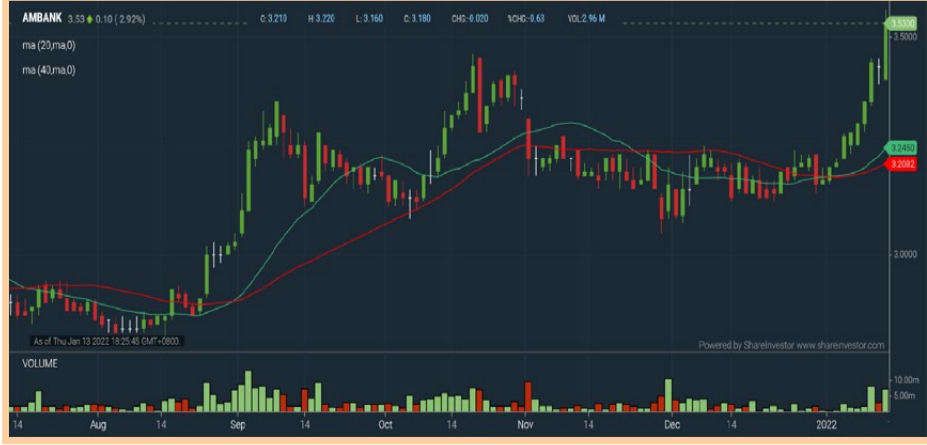 AMBANK 3.53 0.10 ( 2.92%) O:3.210 H:3.220 L:3.160 C: 3.180 CHG:-0.020 %CHG:-0.63 VOL:2.96 M
ma (20,ma,0)
ma (40,ma,0)
3.5300
3.5000
3.2450
3.2082
3.0000
As of Thu Jan 13 2022 18:25:45 GMT+0800.
Powered by ShareInvestor www.shareinvestor.com
VOLUME
10.00m
5.00m
14 Aug 14 Sep 14 Oct 14 Nov 14 Dec 14 2022